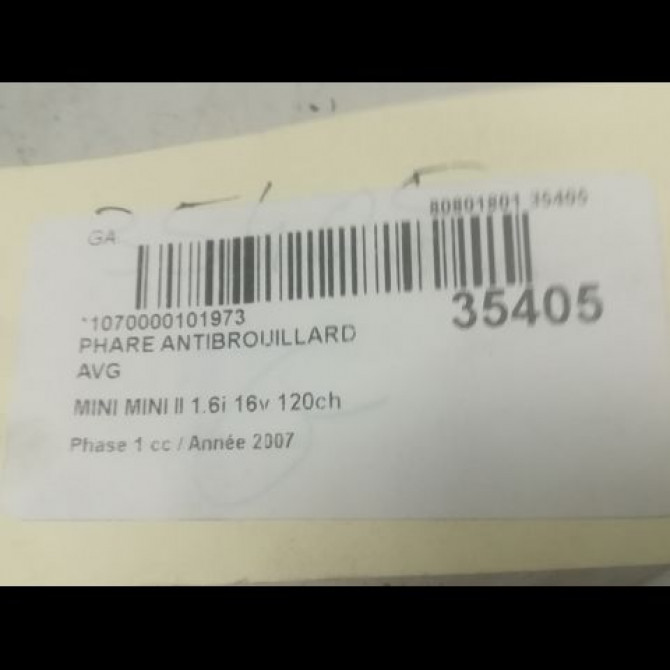 80801801 35405
GA
*1070000101973
35405
PHARE ANTIBROUILLARD
AVG
MINI MINI II 1.6i 16v 120ch
Phase 1 cc / Année 2007